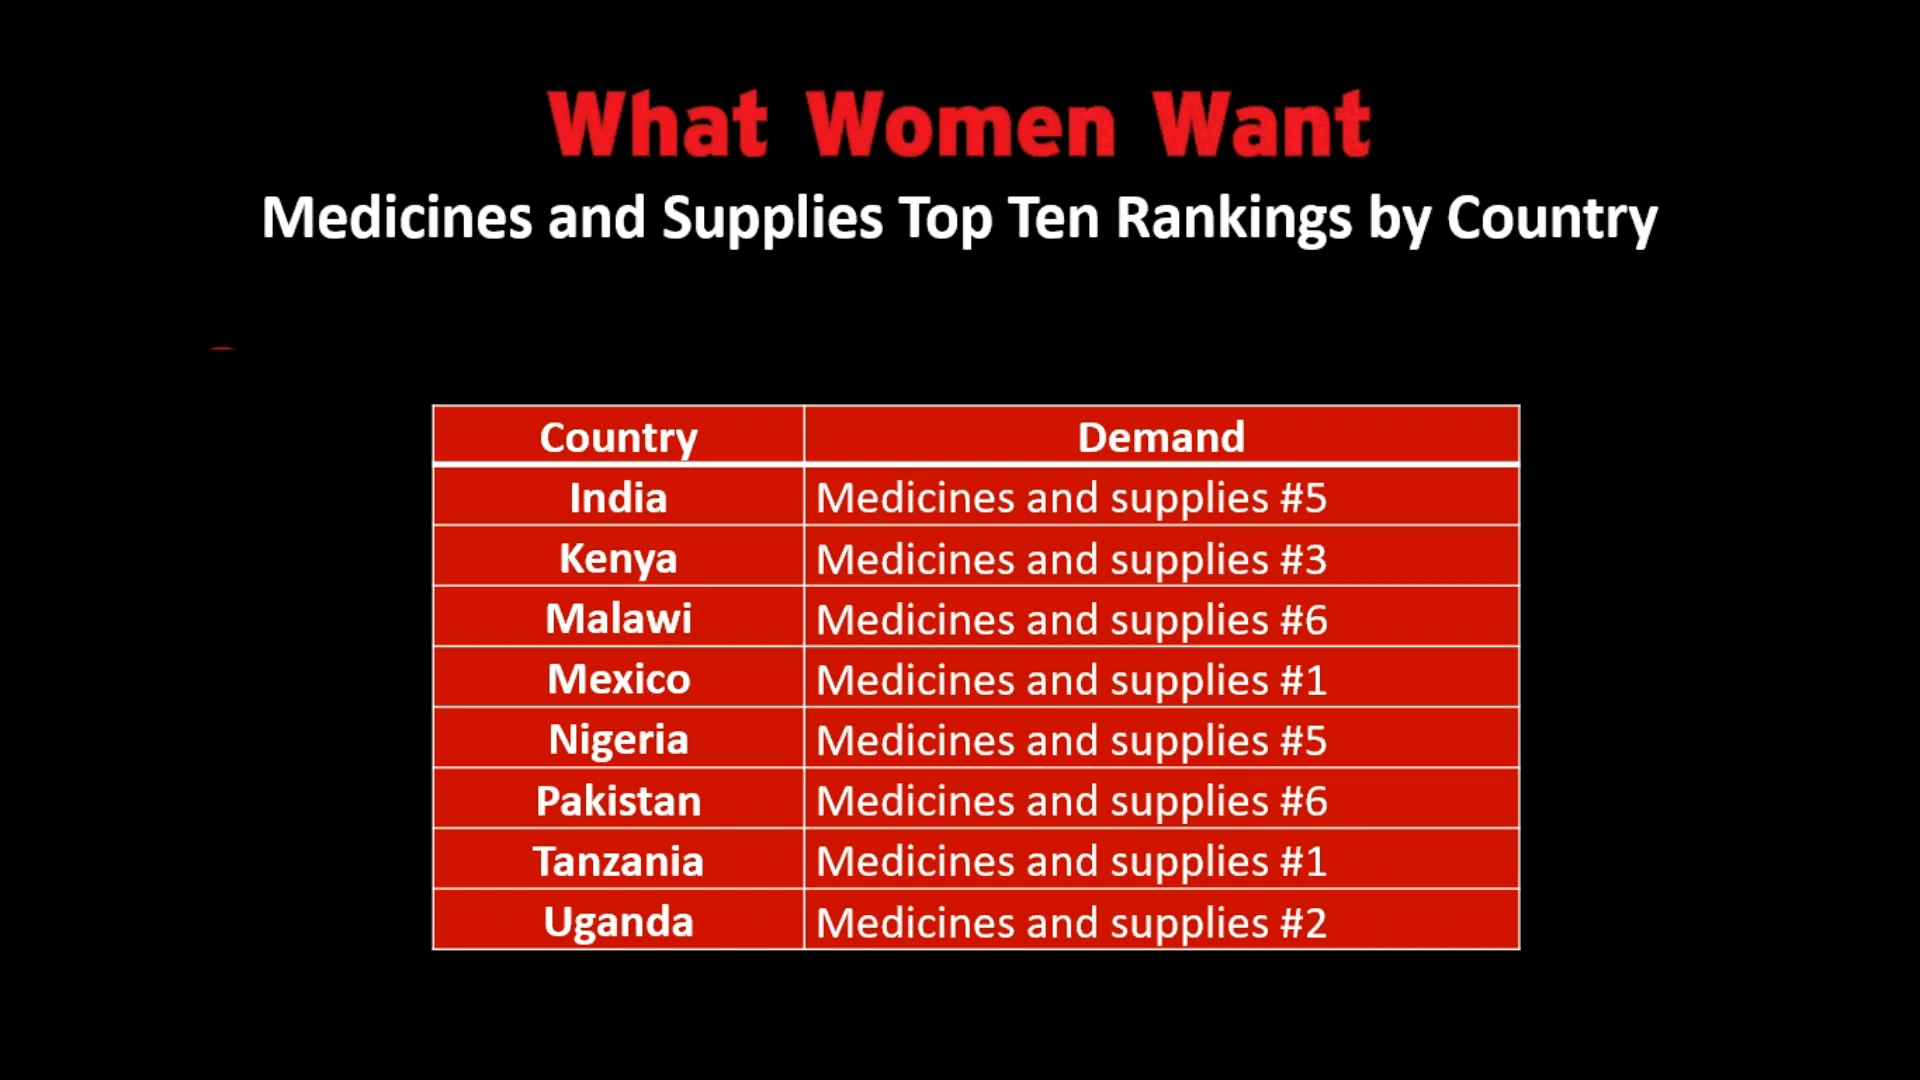 What Women Want
Medicines and Supplies Top Ten Rankings by Country
Country Demand
India Medicines and supplies #5
Kenya Medicines and supplies #3
Malawi Medicines and supplies #6
Mexico Medicines and supplies #1
Nigeria Medicines and supplies #5
Pakistan Medicines and supplies #6
Tanzania Medicines and supplies #1
Uganda Medicines and supplies #2